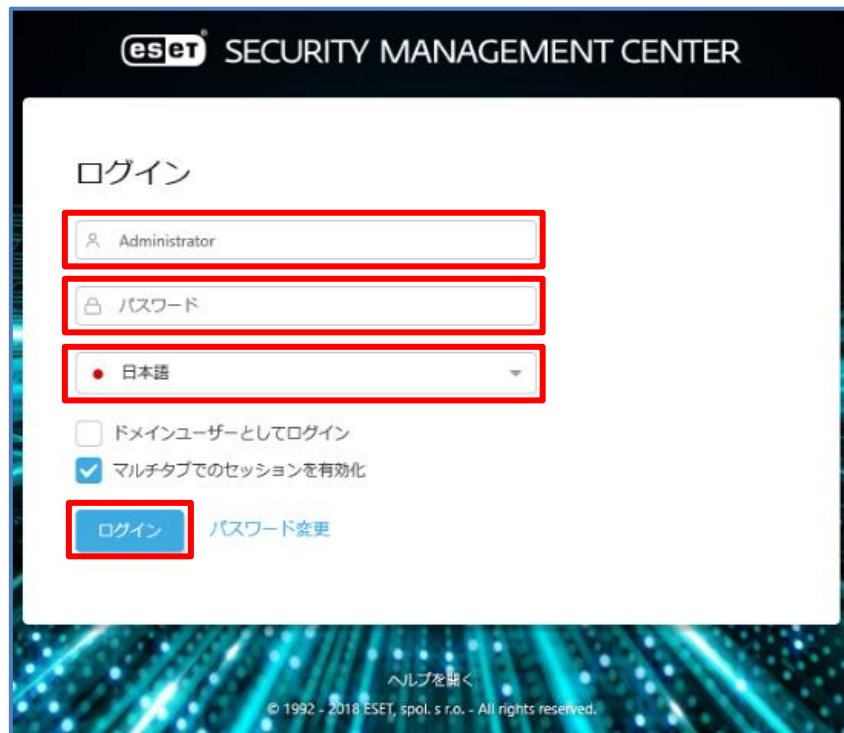 eset® SECURITY MANAGEMENT CENTER
ログイン
Administrator
パスワード
日本語
ドメインユーザーとしてログイン
マルチタブでのセッションを有効化
ログイン パスワード変更
ヘルプを開く
© 1992 - 2018 ESET, spol. s r.o. - All rights reserved.